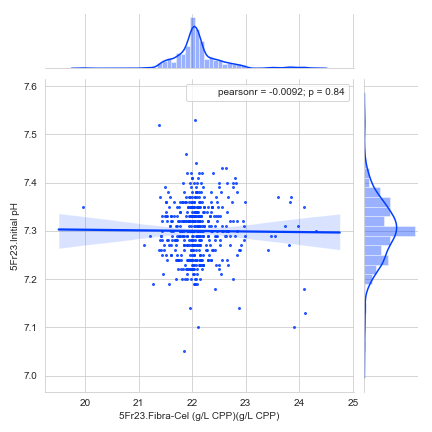 pearsonr = -0.0092; p = 0.84
7.6
7.5
7.4
7.3
7.2
7.1
7.0
5Fr23.Initial pH
20 21 22 23 24 25
5Fr23.Fibra-Cel (g/L CPP)(g/L CPP)